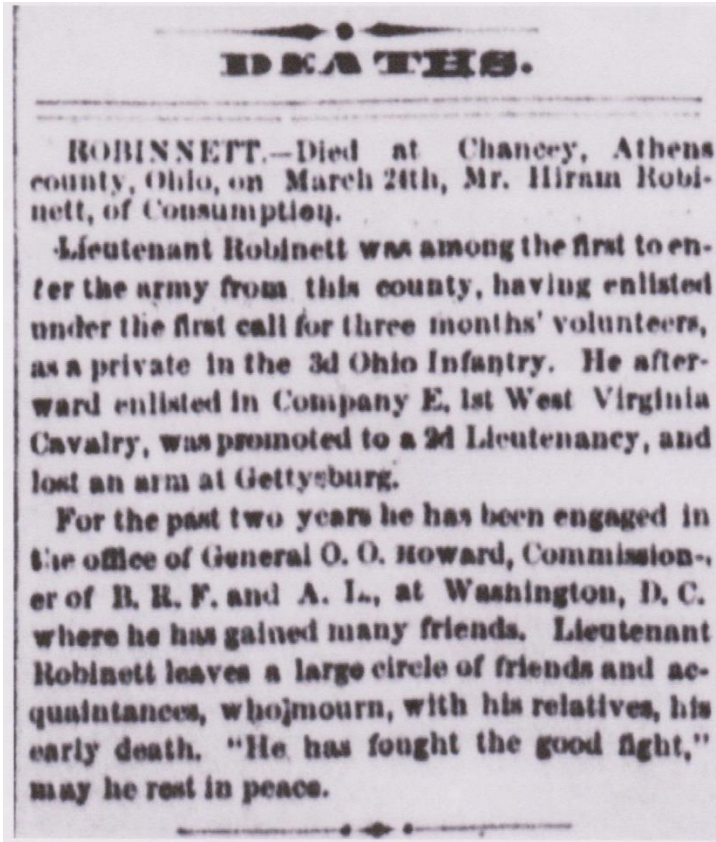 DEATHS.
ROBINNETT.—Died at Chancey, Athens
county, Ohio, on March 24th, Mr. Hiram Robi-
nett, of Consumption.
Lieutenant Robinett was among the first to en-
ter the army from this county, having enlisted
under the first call for three months' volunteers,
as a private in the 3d Ohio Infantry. He after-
ward enlisted in Company E, 1st West Virginia
Cavalry, was promoted to a 2d Lieutenancy, and
lost an arm at Gettysburg.
For the past two years he has been engaged in
the office of General O. O. Howard, Commission-
er of B. R. F. and A. L., at Washington, D. C.
where he has gained many friends. Lieutenant
Robinett leaves a large circle of friends and ac-
quaintances, who mourn, with his relatives, his
early death. "He has fought the good fight,"
may he rest in peace.